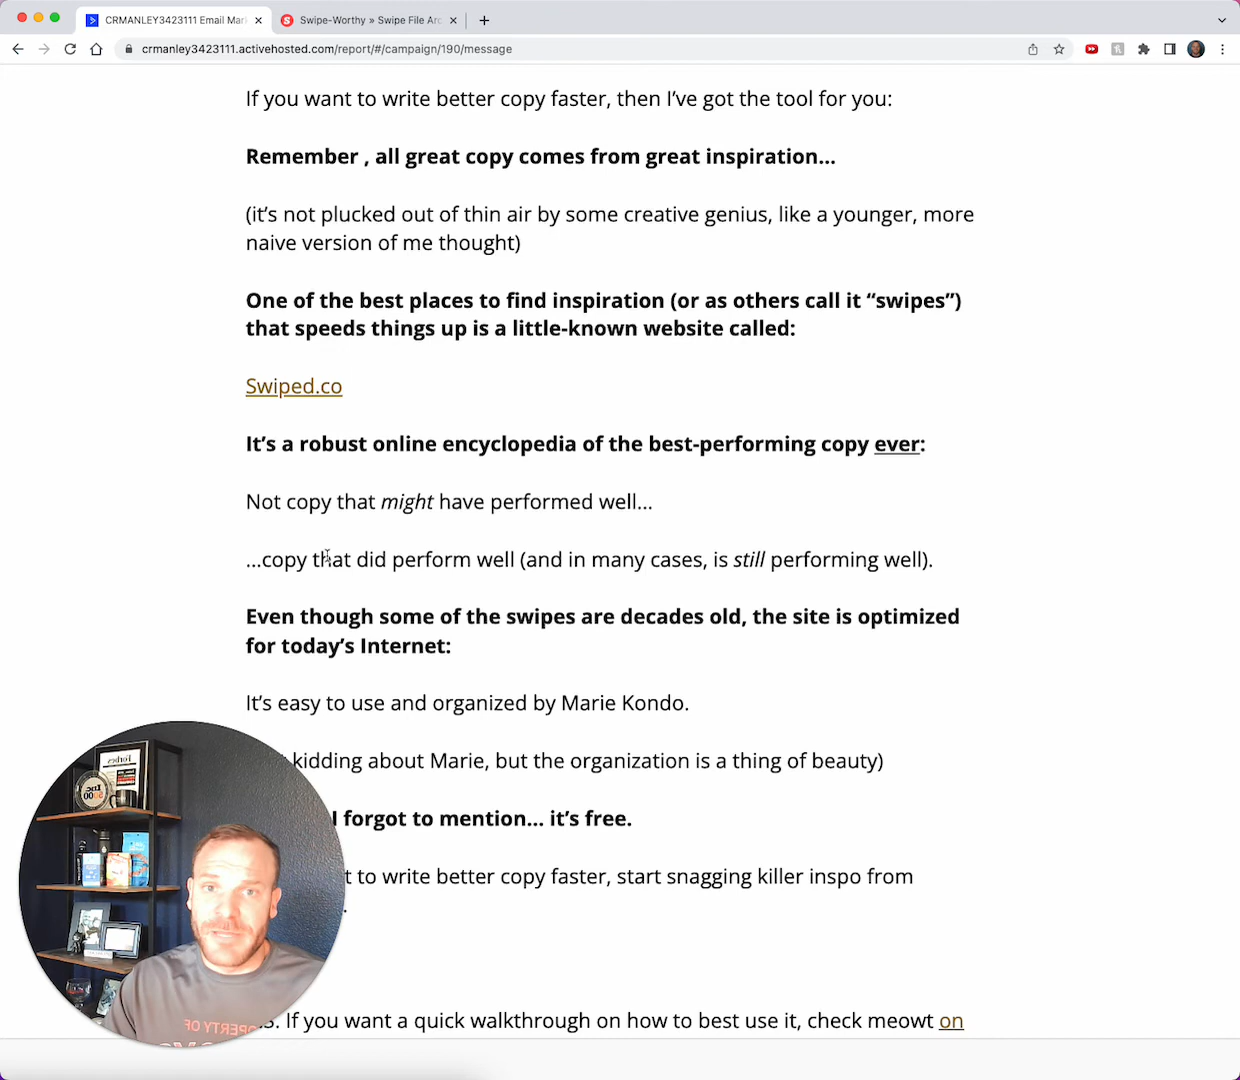 CRMANLEY3423111 Email Mar
Swipe-Worthy » Swipe File Arc
crmanley3423111.activehosted.com/report/#/campaign/190/message
If you want to write better copy faster, then I’ve got the tool for you:
Remember , all great copy comes from great inspiration…
(it’s not plucked out of thin air by some creative genius, like a younger, more
naive version of me thought)
One of the best places to find inspiration (or as others call it “swipes”)
that speeds things up is a little-known website called:
Swiped.co
It’s a robust online encyclopedia of the best-performing copy ever:
Not copy that might have performed well…
…copy that did perform well (and in many cases, is still performing well).
Even though some of the swipes are decades old, the site is optimized
for today’s Internet:
It’s easy to use and organized by Marie Kondo.
kidding about Marie, but the organization is a thing of beauty)
I forgot to mention… it’s free.
t to write better copy faster, start snagging killer inspo from
.
S. If you want a quick walkthrough on how to best use it, check meowt on
Forbes
Inc.
5000
PROPERTY OF